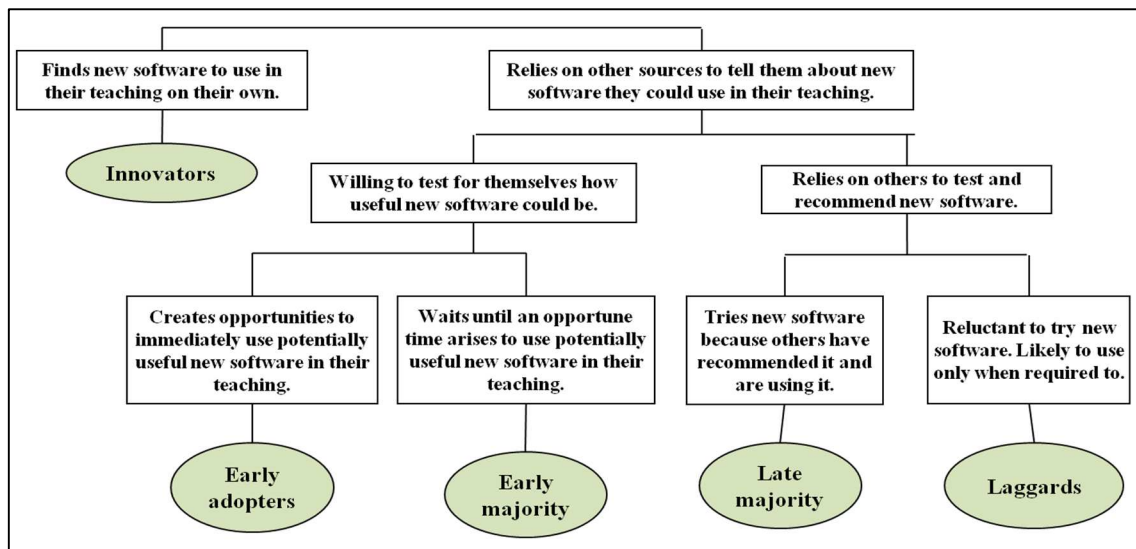 Finds new software to use in
their teaching on their own.
Relies on other sources to tell them about new
software they could use in their teaching.
Innovators
Willing to test for themselves how
useful new software could be.
Relies on others to test and
recommend new software.
Creates opportunities to
immediately use potentially
useful new software in their
teaching.
Waits until an opportune
time arises to use potentially
useful new software in their
teaching.
Tries new software
because others have
recommended it and
are using it.
Reluctant to try new
software. Likely to use
only when required to.
Early
adopters
Early
majority
Late
majority
Laggards